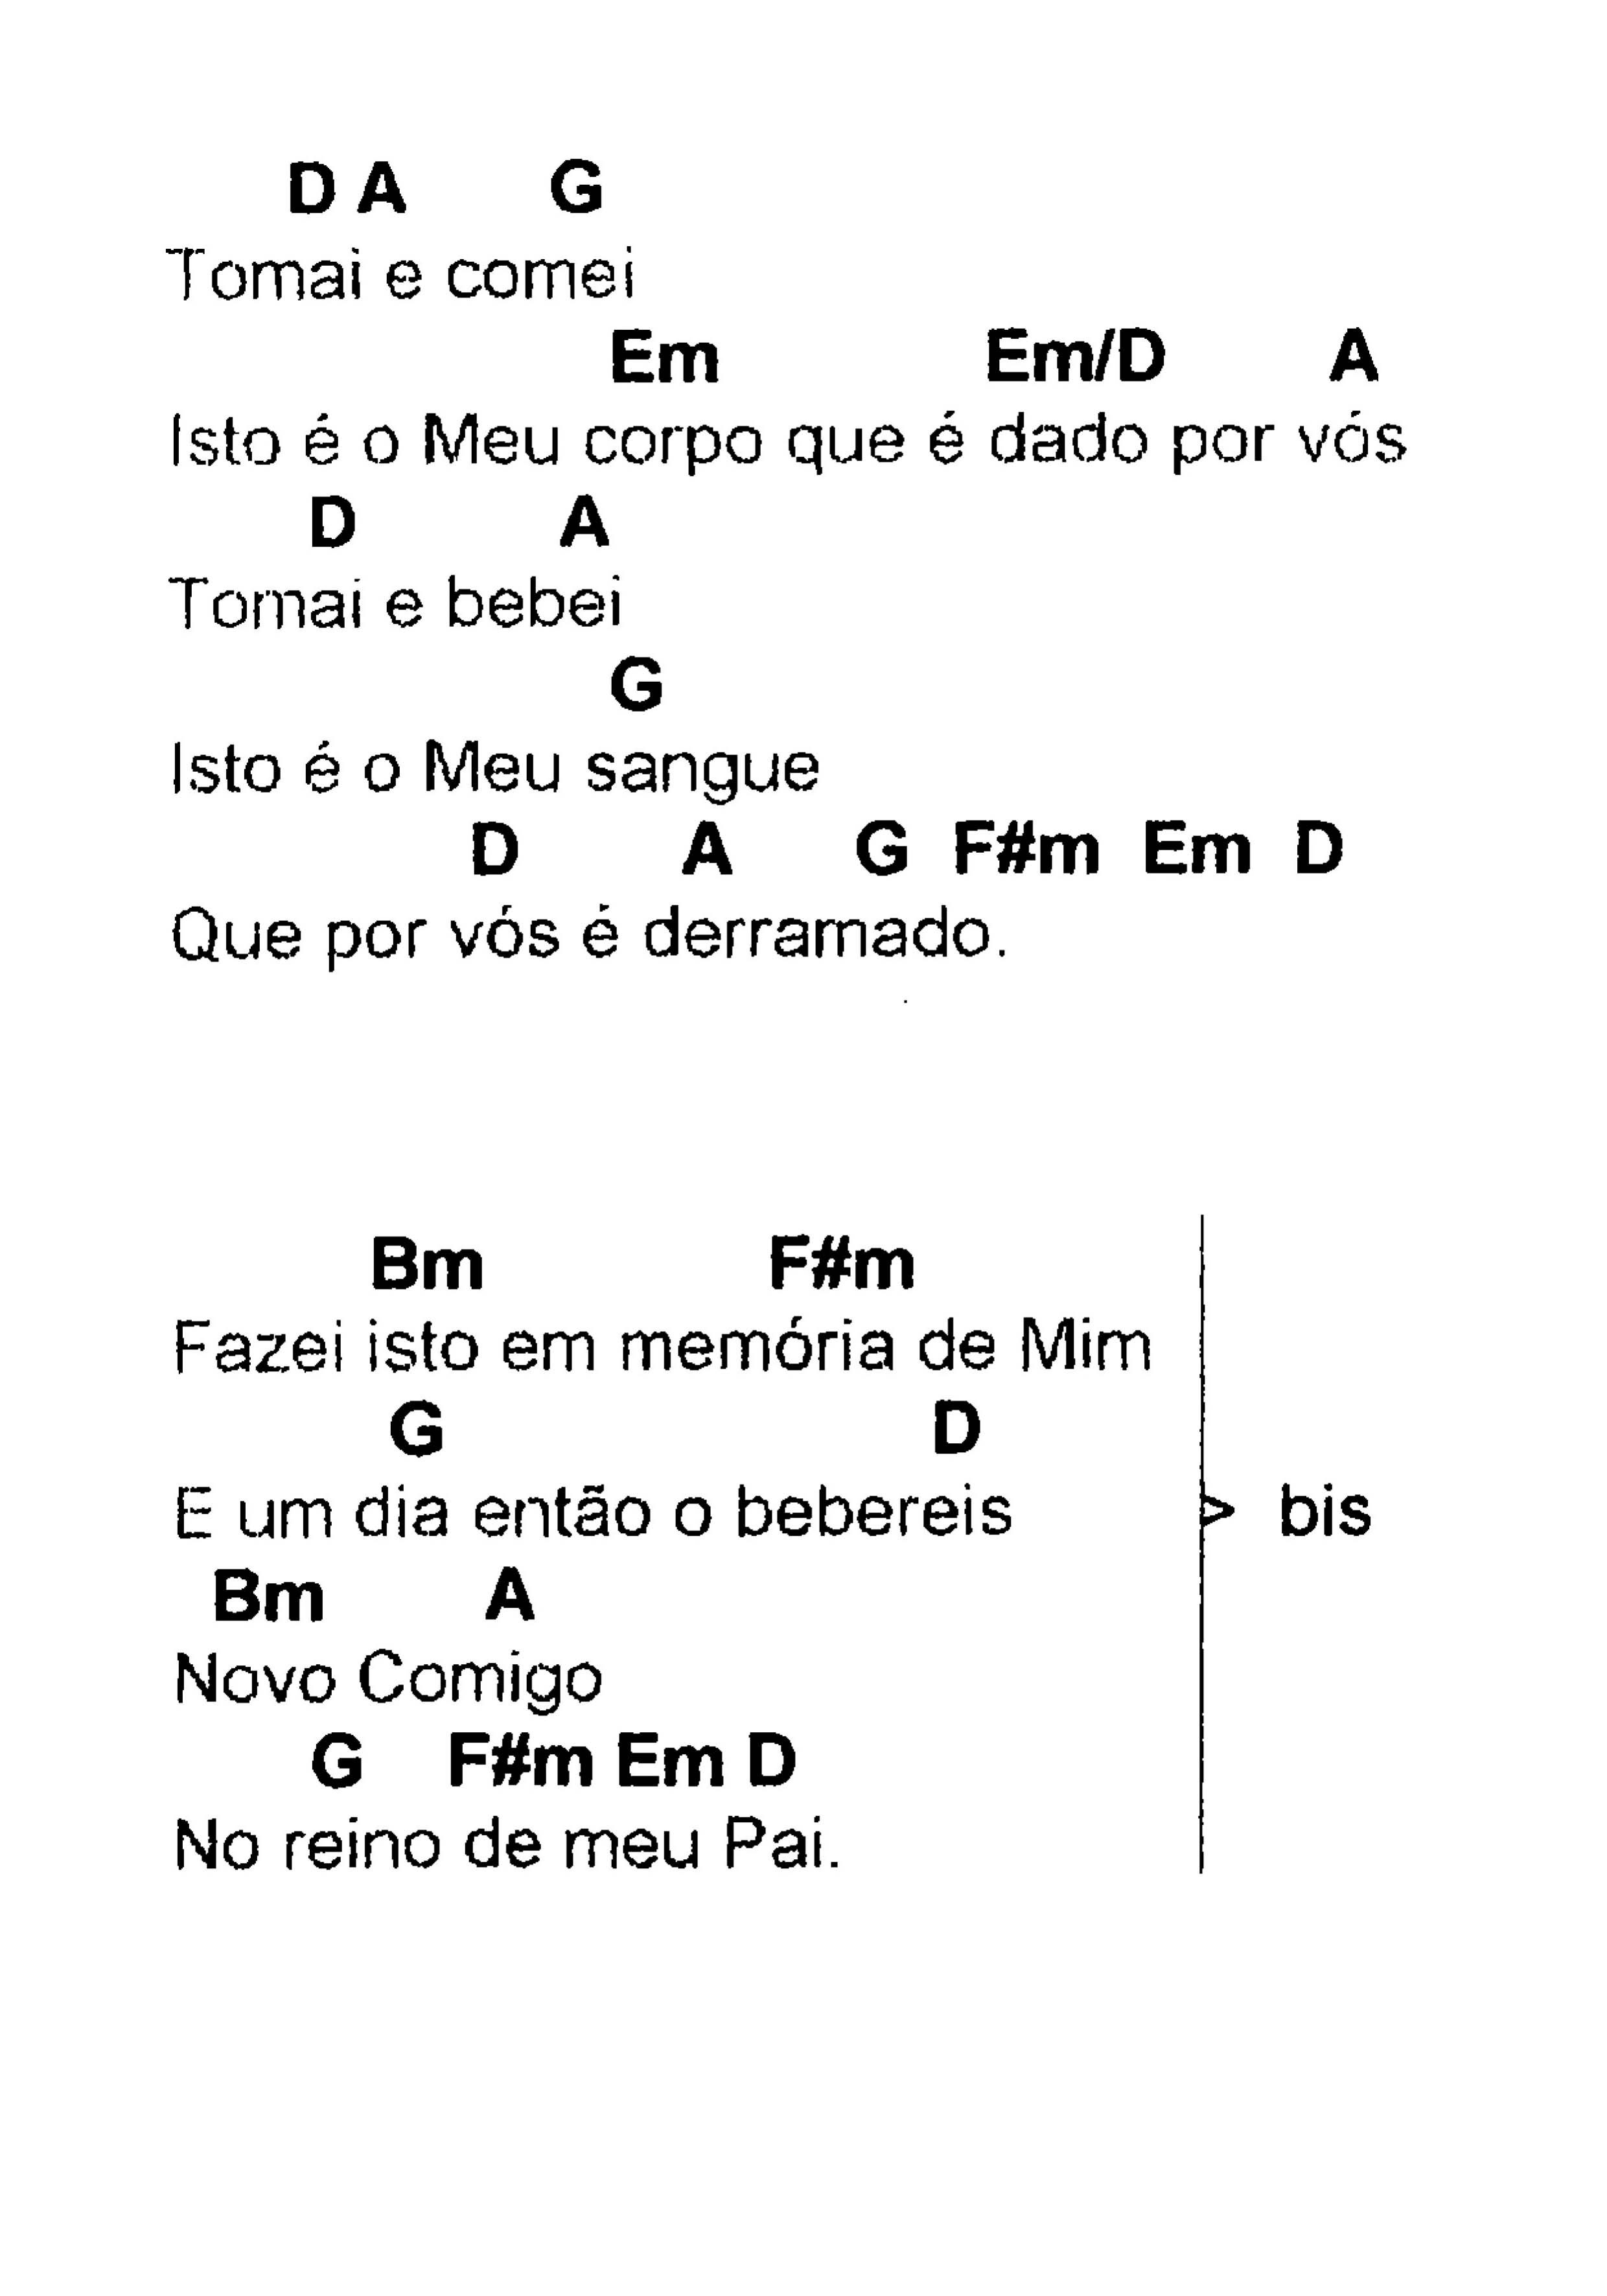 D A G
Tomai e comei
Em Em/D A
Isto é o Meu corpo que é dado por vós
D A
Tomai e bebei
G
Isto é o Meu sangue
D A G F#m Em D
Que por vós é derramado.
Bm F#m
Fazei isto em memória de Mim
G D
E um dia então o bebereis > bis
Bm A
Novo Comigo
G F#m Em D
No reino de meu Pai.